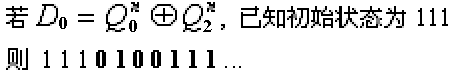 若 D₀ = Q₀ⁿ ⊕ Q₂ⁿ, 已知初始状态为 111
则 1 1 1 0 1 0 0 1 1 1 ...